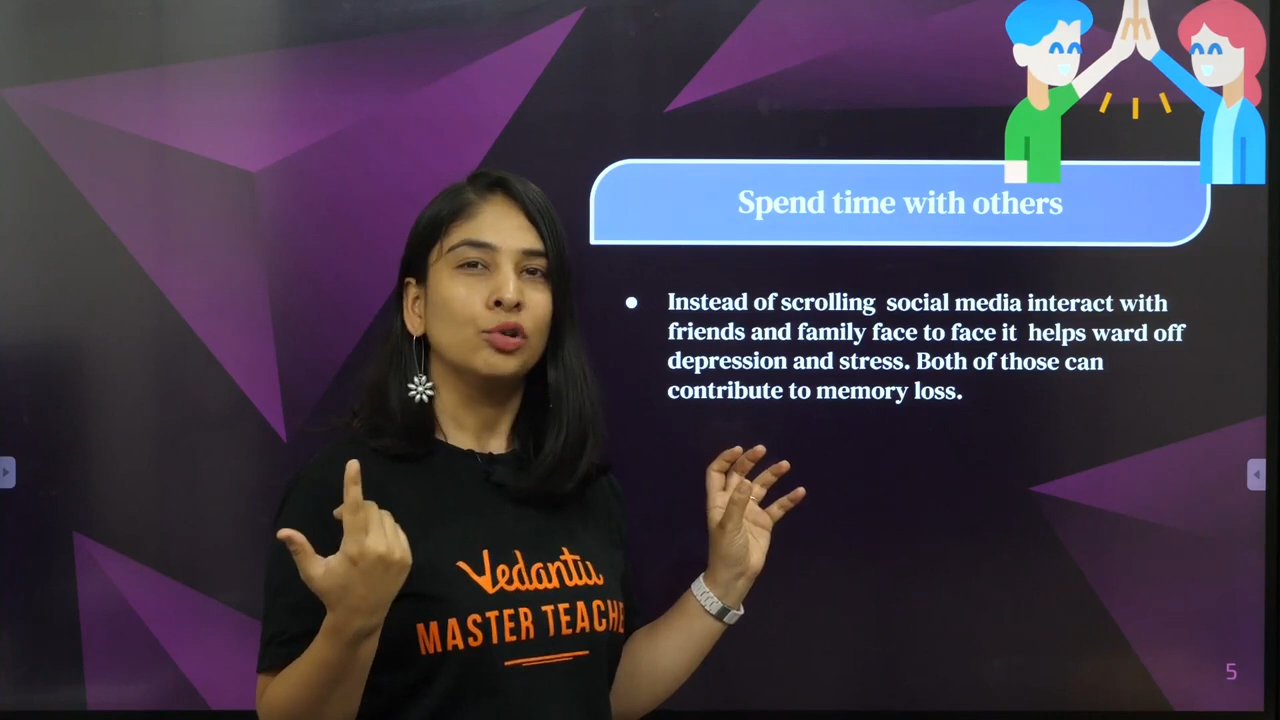 Spend time with others
Instead of scrolling social media interact with
friends and family face to face it helps ward off
depression and stress. Both of those can
contribute to memory loss.
Vedantu
MASTER TEACHE
5